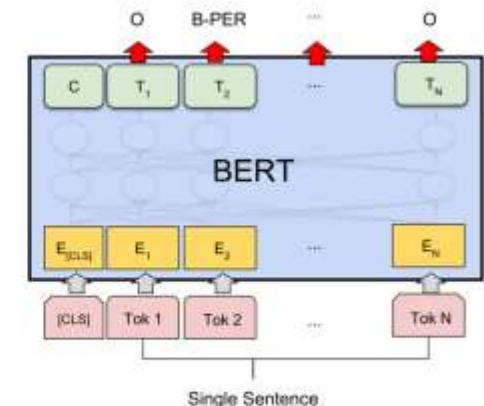 O B-PER ... O
C T1 T2 ... TN
BERT
E[CLS] E1 E2 ... EN
[CLS] Tok 1 Tok 2 ... Tok N
Single Sentence